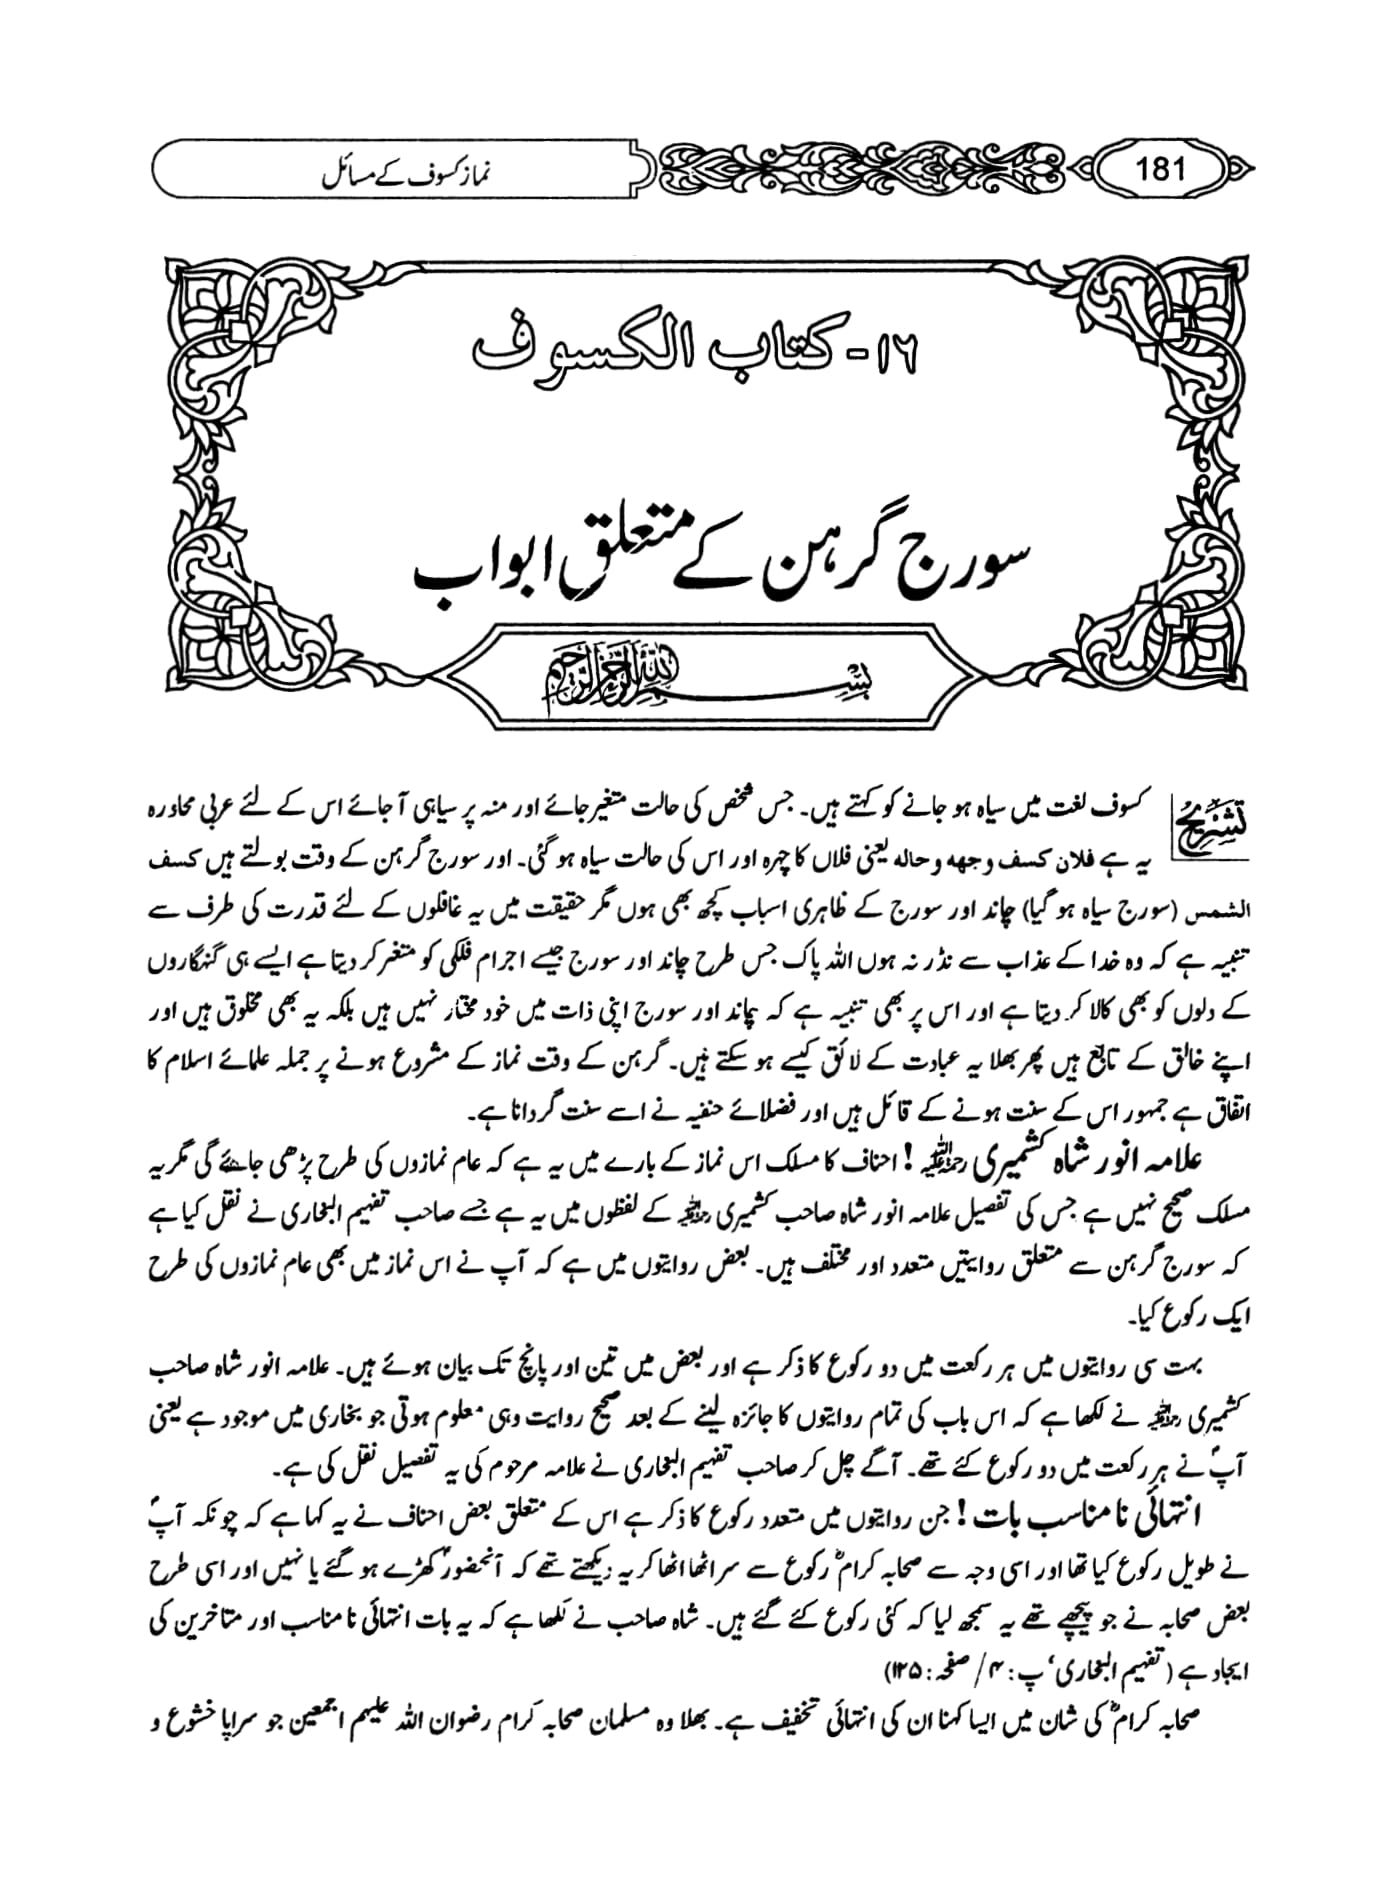 181
نماز کسوف کے مسائل
۱۶ - کتاب الکسوف
سورج گرہن کے متعلق ابواب
بسم الله الرحمن الرحيم
تشریح
کسوف لغت میں سیاہ ہو جانے کو کہتے ہیں۔ جس شخص کی حالت متغیر جائے اور منہ پر سیاہی آ جائے اس کے لئے عربی محاورہ
یہ ہے فلان کسف وجهه و حاله یعنی فلاں کا چہرہ اور اس کی حالت سیاہ ہو گئی۔ اور سورج گرہن کے وقت بولتے ہیں کسف
الشمس (سورج سیاہ ہو گیا) چاند اور سورج کے ظاہری اسباب کچھ بھی ہوں مگر حقیقت میں یہ غافلوں کے لئے قدرت کی طرف سے
تنبیہ ہے کہ وہ خدا کے عذاب سے نڈر نہ ہوں اللہ پاک جس طرح چاند اور سورج جیسے اجرام فلکی کو متغیر کر دیتا ہے ایسے ہی گنہگاروں
کے دلوں کو بھی کالا کر دیتا ہے اور اس پر بھی تنبیہ ہے کہ چاند اور سورج اپنی ذات میں خود مختار نہیں ہیں بلکہ یہ بھی مخلوق ہیں اور
اپنے خالق کے تابع ہیں پھر بھلا یہ عبادت کے لائق کیسے ہو سکتے ہیں۔ گرہن کے وقت نماز کے مشروع ہونے پر جملہ علمائے اسلام کا
اتفاق ہے جمہور اس کے سنت ہونے کے قائل ہیں اور فضلائے حنفیہ نے اسے سنت گردانا ہے۔
علامہ انور شاہ کشمیری رحمۃ اللہ علیہ! احناف کا مسلک اس نماز کے بارے میں یہ ہے کہ عام نمازوں کی طرح پڑھی جائے گی مگر یہ
مسلک صحیح نہیں ہے جس کی تفصیل علامہ انور شاہ صاحب کشمیری رحمۃ اللہ علیہ کے لفظوں میں یہ ہے جسے صاحب تفہیم البخاری نے نقل کیا ہے
کہ سورج گرہن سے متعلق روایتیں متعدد اور مختلف ہیں۔ بعض روایتوں میں ہے کہ آپ نے اس نماز میں بھی عام نمازوں کی طرح
ایک رکوع کیا۔
بہت سی روایتوں میں ہر رکعت میں دو رکوع کا ذکر ہے اور بعض میں تین اور پانچ تک بیان ہوئے ہیں۔ علامہ انور شاہ صاحب
کشمیری رحمۃ اللہ علیہ نے لکھا ہے کہ اس باب کی تمام روایتوں کا جائزہ لینے کے بعد صحیح روایت وہی معلوم ہوتی جو بخاری میں موجود ہے یعنی
آپؐ نے ہر رکعت میں دو رکوع کئے تھے۔ آگے چل کر صاحب تفہیم البخاری نے علامہ مرحوم کی یہ تفصیل نقل کی ہے۔
انتہائی نامناسب بات! جن روایتوں میں متعدد رکوع کا ذکر ہے اس کے متعلق بعض احناف نے یہ کہا ہے کہ چونکہ آپؐ
نے طویل رکوع کیا تھا اور اسی وجہ سے صحابہ کرامؓ رکوع سے سر اٹھا اٹھا کر یہ دیکھتے تھے کہ آنحضورؐ کھڑے ہو گئے یا نہیں اور اسی طرح
بعض صحابہ نے جو پیچھے تھے یہ سمجھ لیا کہ کئی رکوع کئے گئے ہیں۔ شاہ صاحب نے لکھا ہے کہ یہ بات انتہائی نامناسب اور متاخرین کی
ایجاد ہے (تفہیم البخاری‘ پ: ۴ / صفحہ: ۱۲۵)
صحابہ کرامؓ کی شان میں ایسا کہنا ان کی انتہائی تخفیف ہے۔ بھلا وہ مسلمان صحابہ کرام رضوان اللہ علیہم اجمعین جو سراپا خشوع و